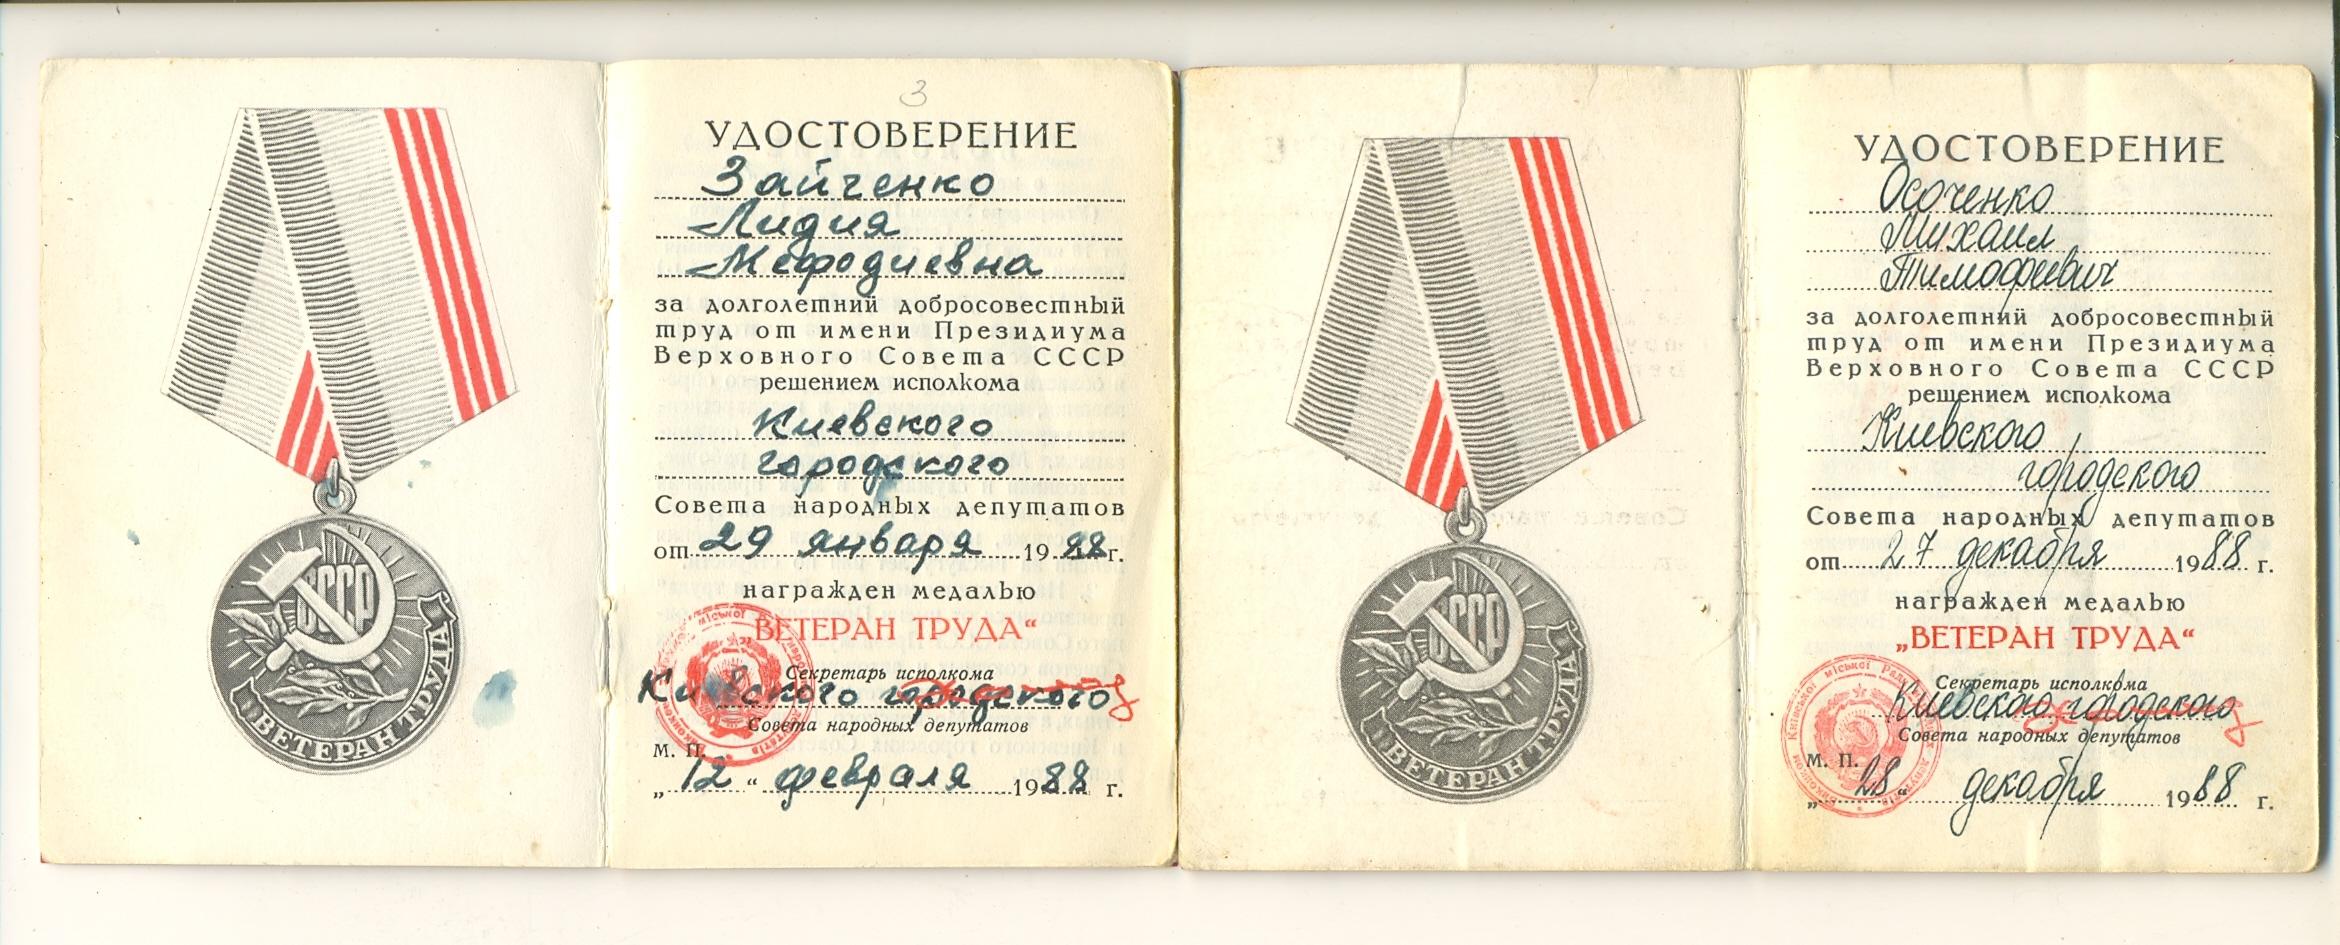 3
УДОСТОВЕРЕНИЕ
Зайченко
Лидия
Мефодиевна
за долголетний добросовестный
труд от имени Президиума
Верховного Совета СССР
решением исполкома
Киевского
городского
Совета народных депутатов
от 29 января 1988 г.
награжден медалью
„ВЕТЕРАН ТРУДА“
Секретарь исполкома
Киевского городского
Совета народных депутатов
М. П.
„12“ февраля 1988 г.
СССР
ВЕТЕРАН ТРУДА
УДОСТОВЕРЕНИЕ
Осоченко
Михаил
Тимофеевич
за долголетний добросовестный
труд от имени Президиума
Верховного Совета СССР
решением исполкома
Киевского
городского
Совета народных депутатов
от 27 декабря 1988 г.
награжден медалью
„ВЕТЕРАН ТРУДА“
Секретарь исполкома
Киевского городского
Совета народных депутатов
М. П.
„28“ декабря 1988 г.
СССР
ВЕТЕРАН ТРУДА